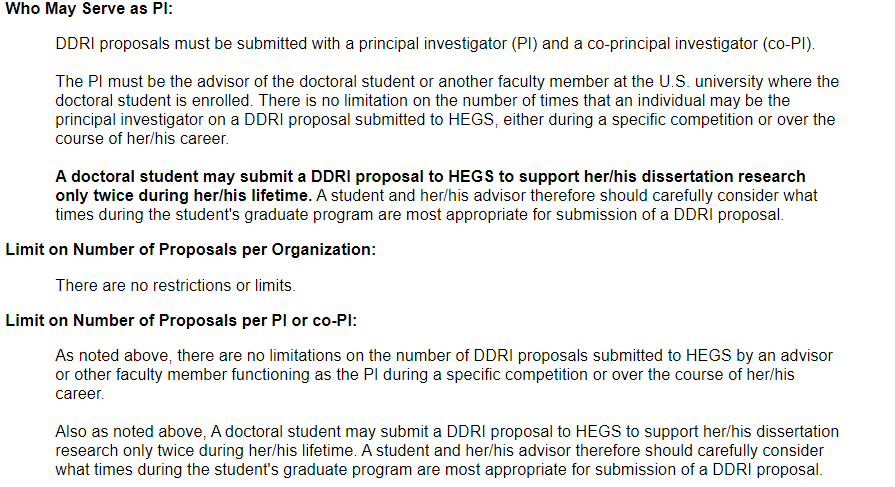 Who May Serve as PI:
DDRI proposals must be submitted with a principal investigator (PI) and a co-principal investigator (co-PI).
The PI must be the advisor of the doctoral student or another faculty member at the U.S. university where the
doctoral student is enrolled. There is no limitation on the number of times that an individual may be the
principal investigator on a DDRI proposal submitted to HEGS, either during a specific competition or over the
course of her/his career.
A doctoral student may submit a DDRI proposal to HEGS to support her/his dissertation research
only twice during her/his lifetime. A student and her/his advisor therefore should carefully consider what
times during the student's graduate program are most appropriate for submission of a DDRI proposal.
Limit on Number of Proposals per Organization:
There are no restrictions or limits.
Limit on Number of Proposals per PI or co-PI:
As noted above, there are no limitations on the number of DDRI proposals submitted to HEGS by an advisor
or other faculty member functioning as the PI during a specific competition or over the course of her/his
career.
Also as noted above, A doctoral student may submit a DDRI proposal to HEGS to support her/his dissertation
research only twice during her/his lifetime. A student and her/his advisor therefore should carefully consider
what times during the student's graduate program are most appropriate for submission of a DDRI proposal.